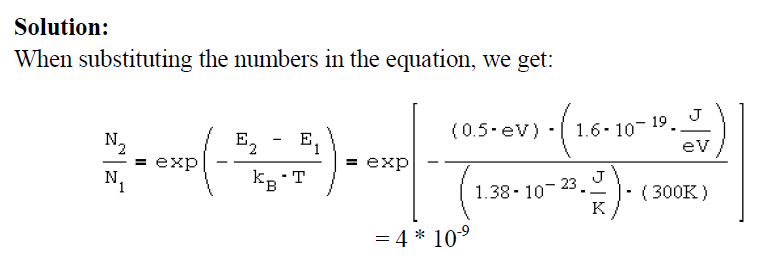 Solution:
When substituting the numbers in the equation, we get:
N₂/N₁ = exp(- (E₂ - E₁)/(k_B·T)) = exp[- ((0.5·eV)·(1.6·10⁻¹⁹·J/eV))/((1.38·10⁻²³·J/K)·(300K))]
= 4 * 10⁻⁹